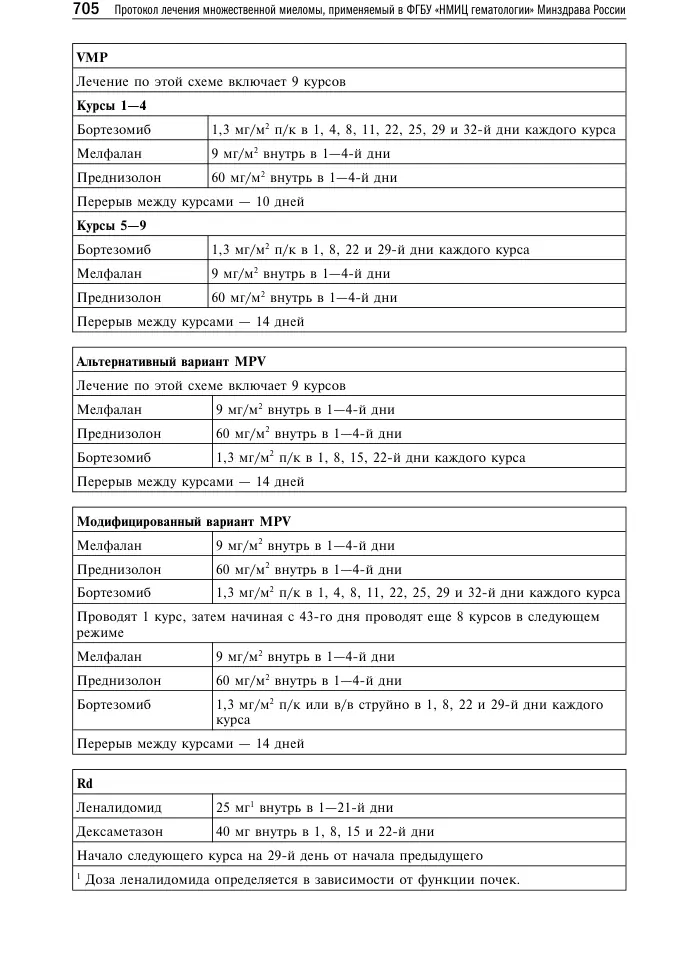 705 Протокол лечения множественной миеломы, применяемый в ФГБУ «НМИЦ гематологии» Минздрава России
VMP
Лечение по этой схеме включает 9 курсов
Курсы 1—4
Бортезомиб 1,3 мг/м² п/к в 1, 4, 8, 11, 22, 25, 29 и 32-й дни каждого курса
Мелфалан 9 мг/м² внутрь в 1—4-й дни
Преднизолон 60 мг/м² внутрь в 1—4-й дни
Перерыв между курсами — 10 дней
Курсы 5—9
Бортезомиб 1,3 мг/м² п/к в 1, 8, 22 и 29-й дни каждого курса
Мелфалан 9 мг/м² внутрь в 1—4-й дни
Преднизолон 60 мг/м² внутрь в 1—4-й дни
Перерыв между курсами — 14 дней
Альтернативный вариант MPV
Лечение по этой схеме включает 9 курсов
Мелфалан 9 мг/м² внутрь в 1—4-й дни
Преднизолон 60 мг/м² внутрь в 1—4-й дни
Бортезомиб 1,3 мг/м² п/к в 1, 8, 15, 22-й дни каждого курса
Перерыв между курсами — 14 дней
Модифицированный вариант MPV
Мелфалан 9 мг/м² внутрь в 1—4-й дни
Преднизолон 60 мг/м² внутрь в 1—4-й дни
Бортезомиб 1,3 мг/м² п/к в 1, 4, 8, 11, 22, 25, 29 и 32-й дни каждого курса
Проводят 1 курс, затем начиная с 43-го дня проводят еще 8 курсов в следующем
режиме
Мелфалан 9 мг/м² внутрь в 1—4-й дни
Преднизолон 60 мг/м² внутрь в 1—4-й дни
Бортезомиб 1,3 мг/м² п/к или в/в струйно в 1, 8, 22 и 29-й дни каждого
курса
Перерыв между курсами — 14 дней
Rd
Леналидомид 25 мг¹ внутрь в 1—21-й дни
Дексаметазон 40 мг внутрь в 1, 8, 15 и 22-й дни
Начало следующего курса на 29-й день от начала предыдущего
¹ Доза леналидомида определяется в зависимости от функции почек.